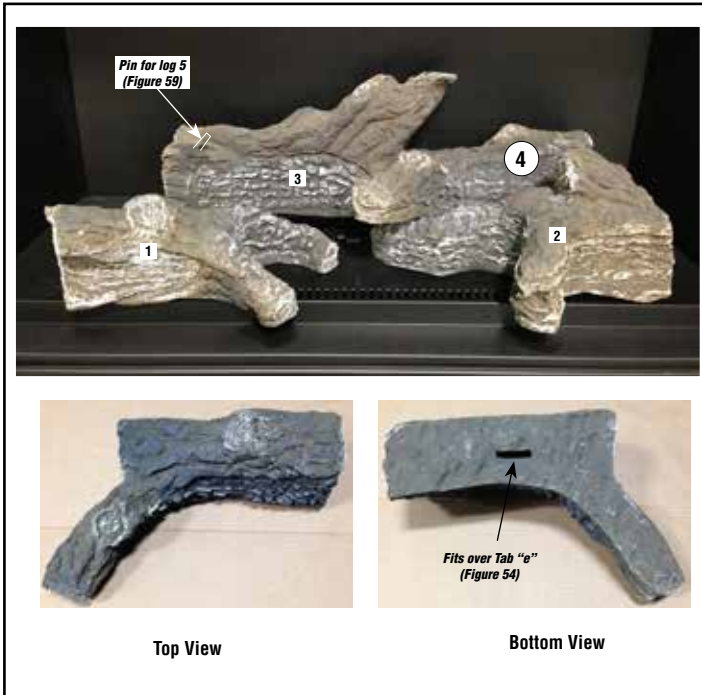 Pin for log 5
(Figure 59)
4
3
1
2
Fits over Tab “e”
(Figure 54)
Top View
Bottom View